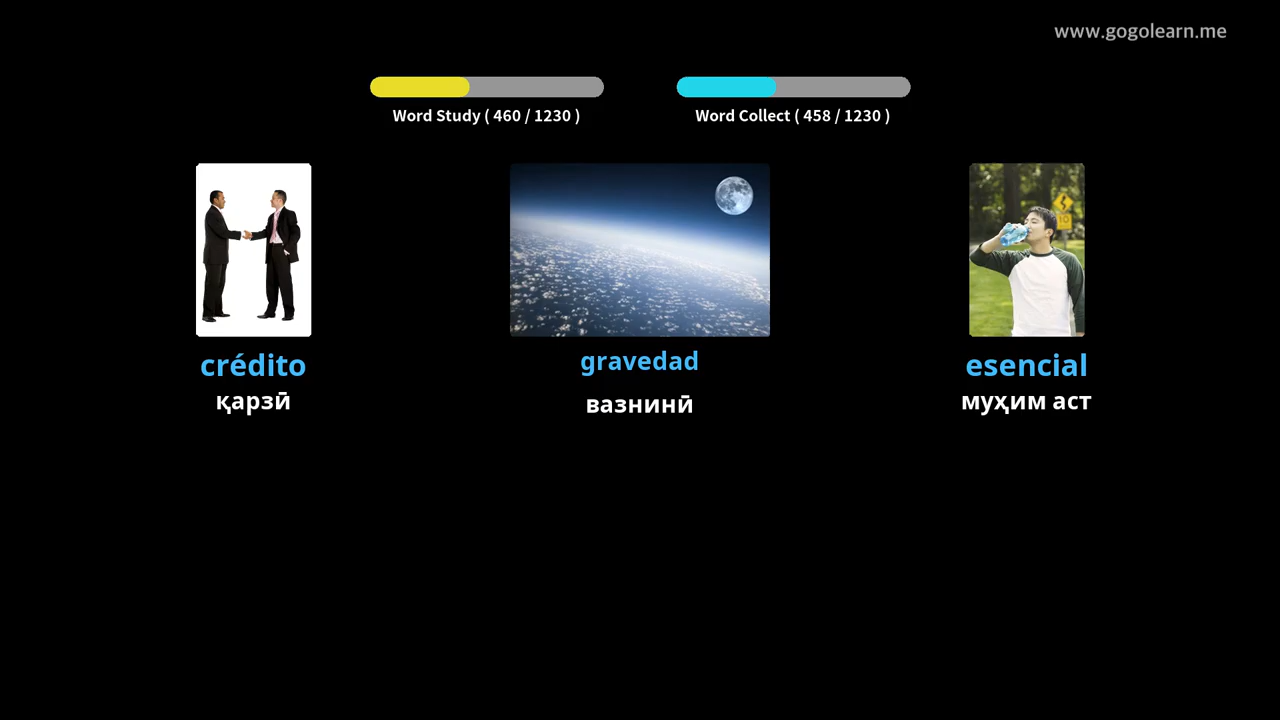 www.gogolearn.me
Word Study ( 460 / 1230 )
Word Collect ( 458 / 1230 )
crédito
қарзӣ
gravedad
вазнинӣ
esencial
муҳим аст